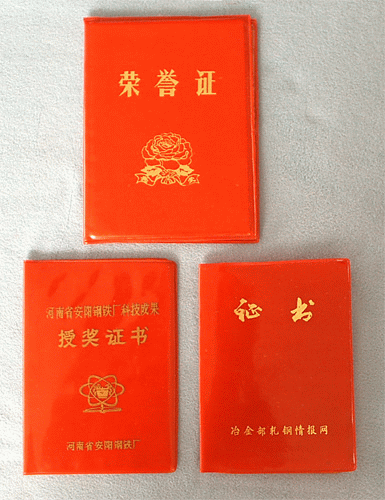 荣誉证
河南省安阳钢铁厂科技成果
授奖证书
河南省安阳钢铁厂
证书
冶金部轧钢情报网